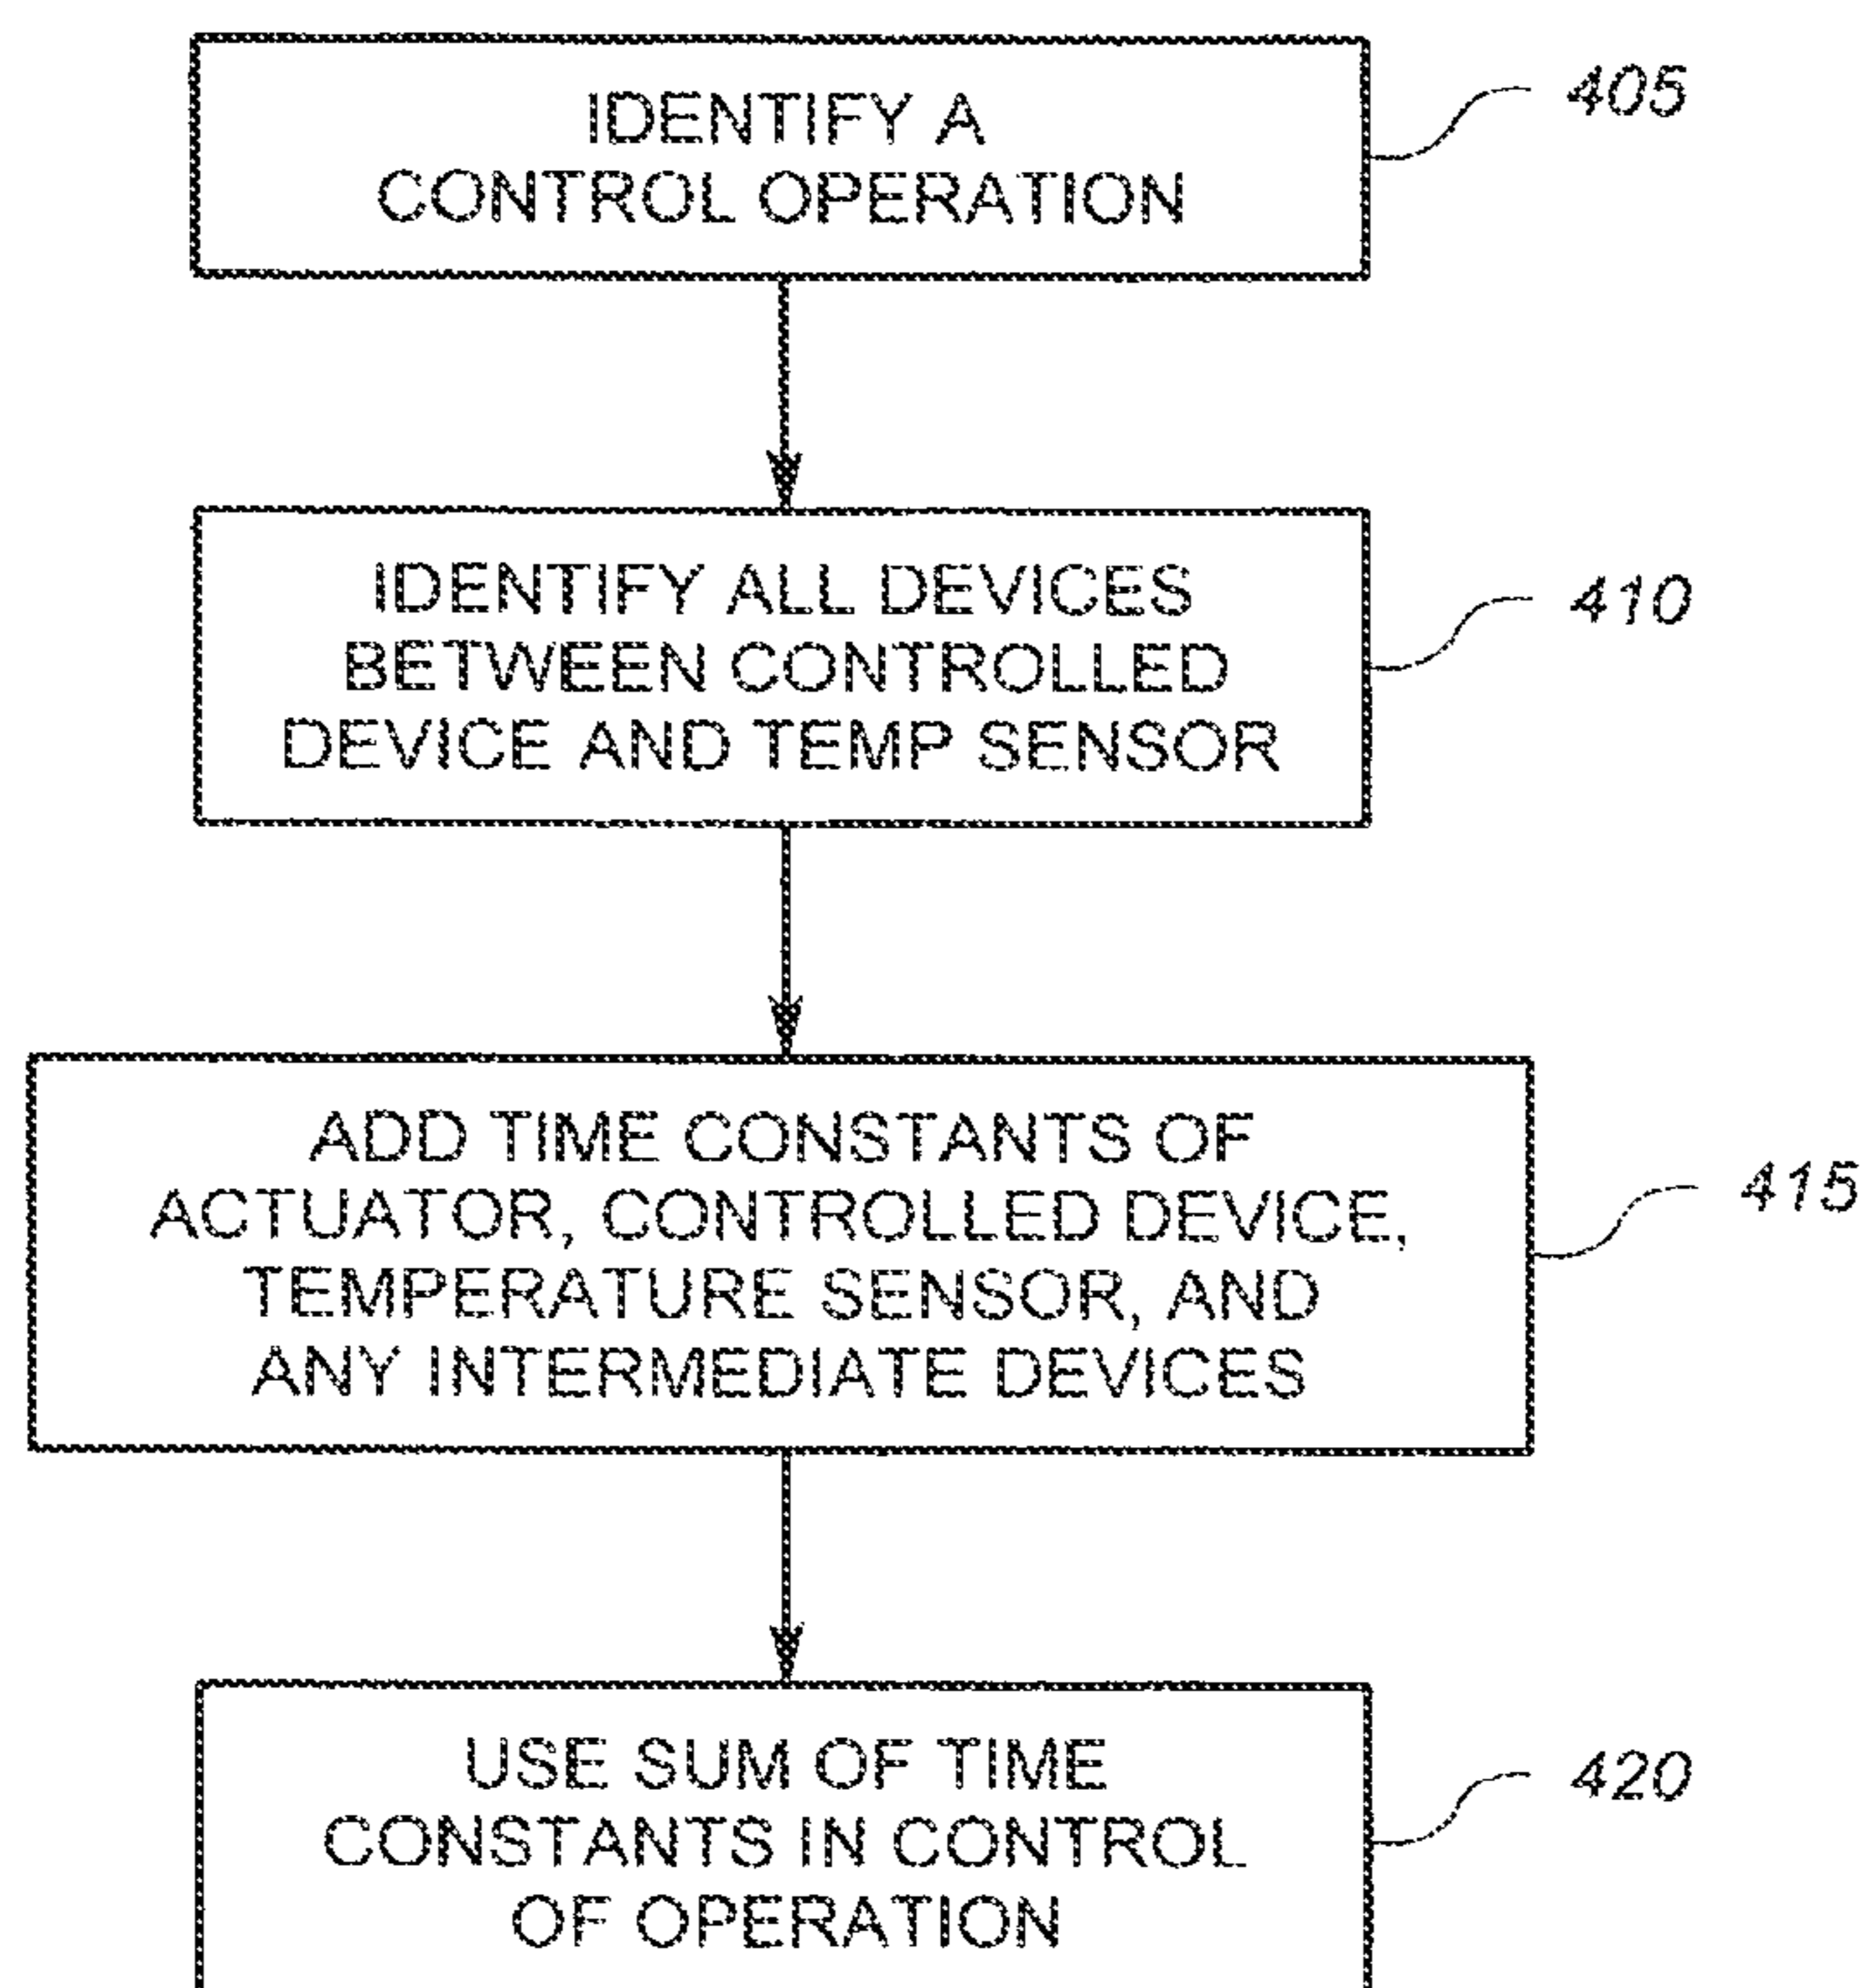 IDENTIFY A
CONTROL OPERATION
405
IDENTIFY ALL DEVICES
BETWEEN CONTROLLED
DEVICE AND TEMP SENSOR
410
ADD TIME CONSTANTS OF
ACTUATOR, CONTROLLED DEVICE,
TEMPERATURE SENSOR, AND
ANY INTERMEDIATE DEVICES
415
USE SUM OF TIME
CONSTANTS IN CONTROL
OF OPERATION
420